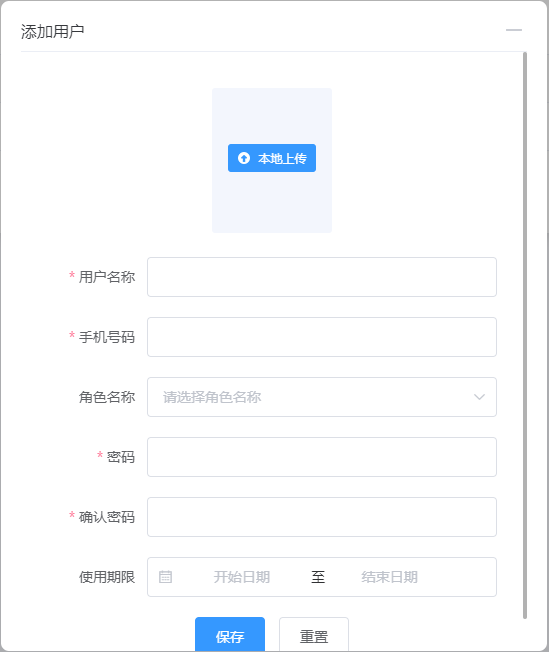 添加用户
本地上传
* 用户名称
* 手机号码
角色名称 请选择角色名称
* 密码
* 确认密码
使用期限 开始日期 至 结束日期
保存 重置